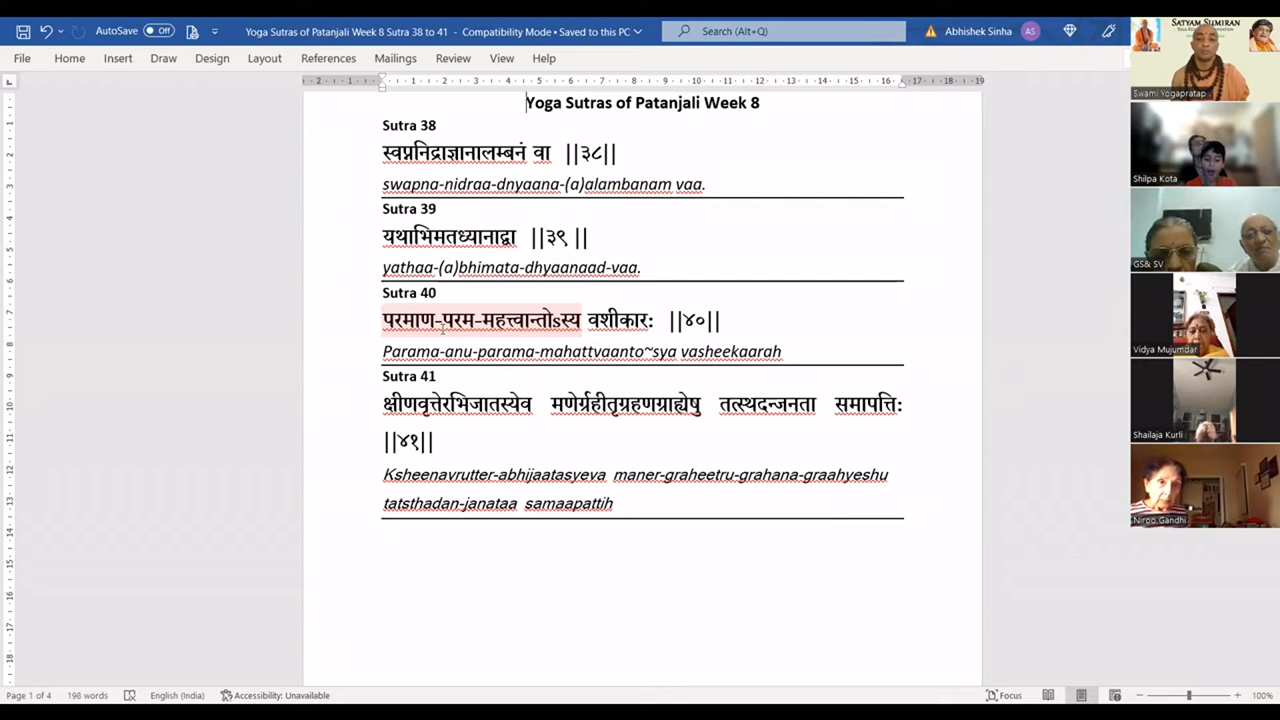 AutoSave Off
Yoga Sutras of Patanjali Week 8 Sutra 38 to 41 - Compatibility Mode • Saved to this PC
Search (Alt+Q)
Abhishek Sinha AS
File Home Insert Draw Design Layout References Mailings Review View Help
Yoga Sutras of Patanjali Week 8
Sutra 38
स्वप्ननिद्राज्ञानालम्बनं वा ||३८||
swapna-nidraa-dnyaana-(a)alambanam vaa.
Sutra 39
यथाभिमतध्यानाद्वा ||३९ ||
yathaa-(a)bhimata-dhyaanaad-vaa.
Sutra 40
परमाण-परम-महत्त्वान्तोsस्य वशीकार: ||४०||
Parama-anu-parama-mahattvaanto~sya vasheekaarah
Sutra 41
क्षीणवृत्तेरभिजातस्येव मणेर्ग्रहीतृग्रहणग्राह्येषु तत्स्थदन्जनता समापत्ति:
||४१||
Ksheenavrutter-abhijaatasyeva maner-graheetru-grahana-graahyeshu
tatsthadan-janataa samaapattih
Page 1 of 4 198 words English (India) Accessibility: Unavailable Focus 100%
SATYAM SUMIRAN
Swami Yogapratap
Shilpa Kota
GS& SV
Vidya Mujumdar
Shailaja Kurli
Niroo Gandhi